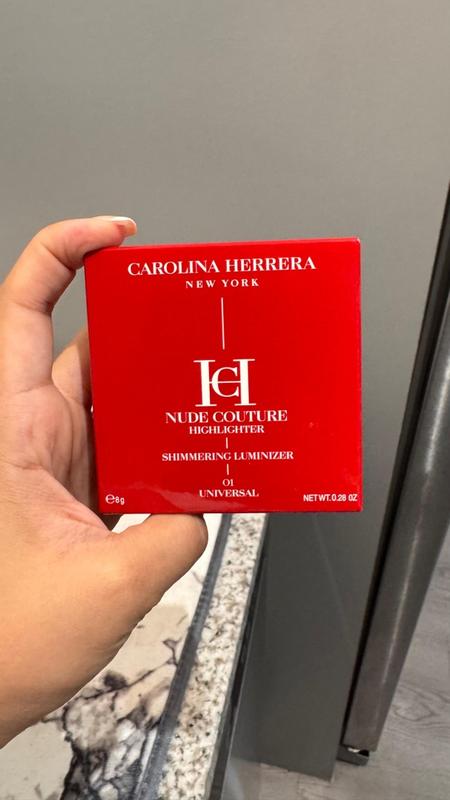 CAROLINA HERRERA
NEW YORK
CH
NUDE COUTURE
HIGHLIGHTER
SHIMMERING LUMINIZER
01
UNIVERSAL
℮8g
NET WT. 0.28 OZ